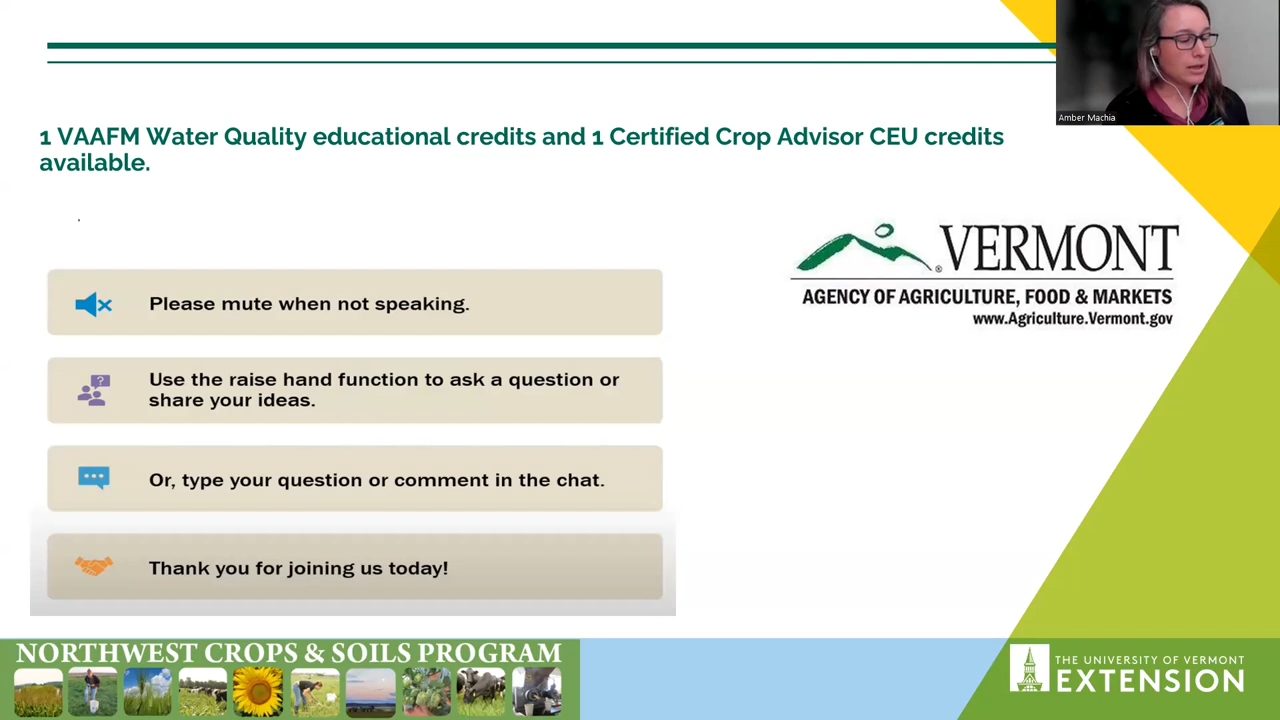 1 VAAFM Water Quality educational credits and 1 Certified Crop Advisor CEU credits
available.
Amber Machia
VERMONT
AGENCY OF AGRICULTURE, FOOD & MARKETS
www.Agriculture.Vermont.gov
Please mute when not speaking.
Use the raise hand function to ask a question or
share your ideas.
Or, type your question or comment in the chat.
Thank you for joining us today!
NORTHWEST CROPS & SOILS PROGRAM
THE UNIVERSITY OF VERMONT
EXTENSION